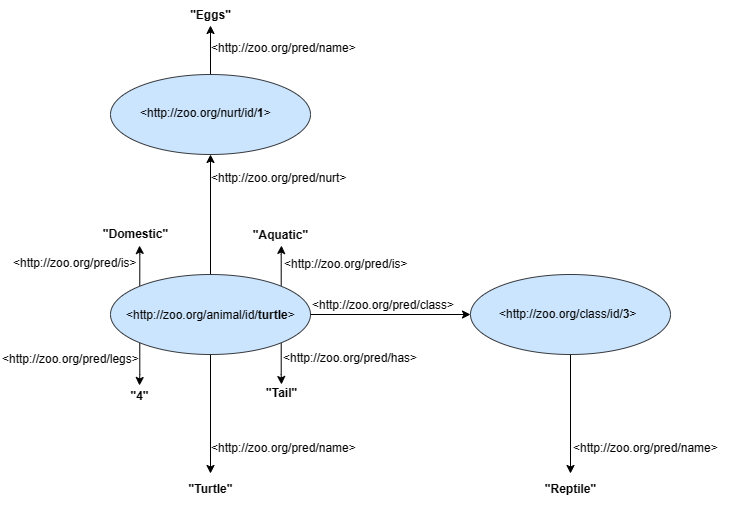 "Eggs"
<http://zoo.org/pred/name>
<http://zoo.org/nurt/id/1>
<http://zoo.org/pred/nurt>
"Domestic"
"Aquatic"
<http://zoo.org/pred/is>
<http://zoo.org/pred/is>
<http://zoo.org/animal/id/turtle>
<http://zoo.org/pred/class>
<http://zoo.org/class/id/3>
<http://zoo.org/pred/legs>
<http://zoo.org/pred/has>
"4"
"Tail"
<http://zoo.org/pred/name>
<http://zoo.org/pred/name>
"Turtle"
"Reptile"